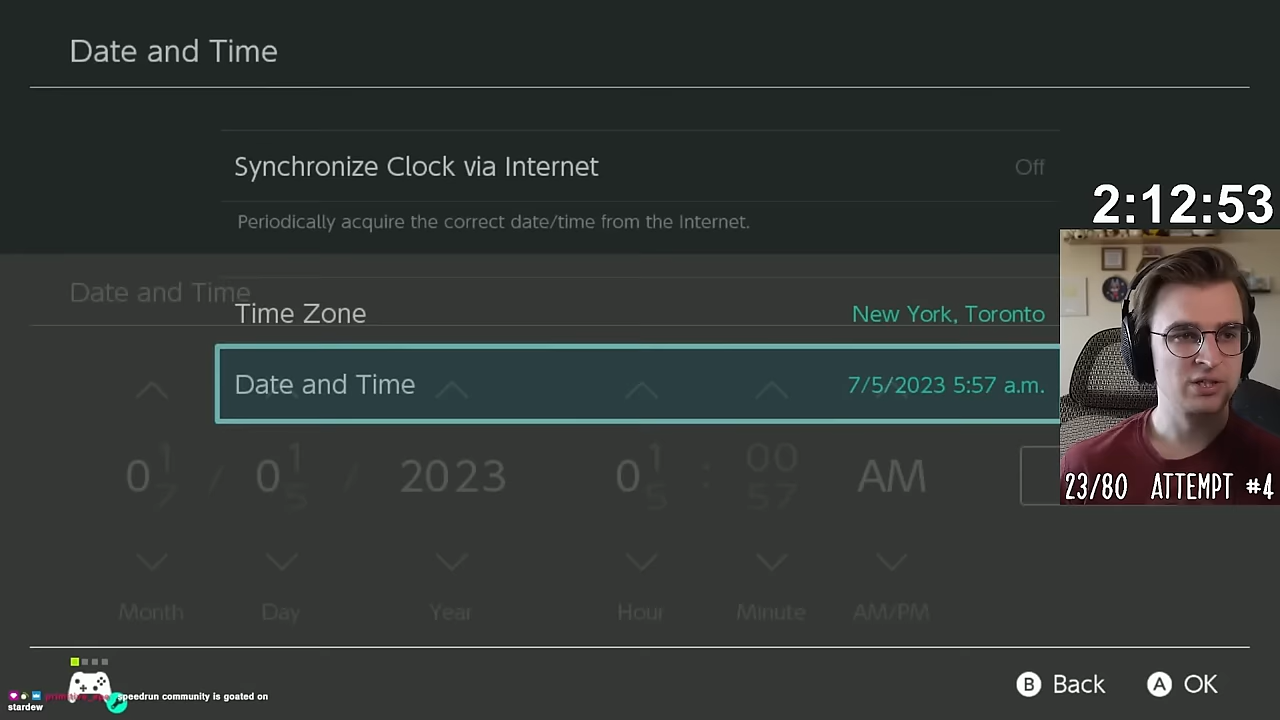 Date and Time
Synchronize Clock via Internet Off
Periodically acquire the correct date/time from the Internet.
2:12:53
Date and Time
Time Zone New York, Toronto
Date and Time 7/5/2023 5:57 a.m.
0 / 0 / 2023 0 : AM
23/80 ATTEMPT #4
Month Day Year Hour Minute AM/PM
B Back A OK
speedrun community is goated on
stardew